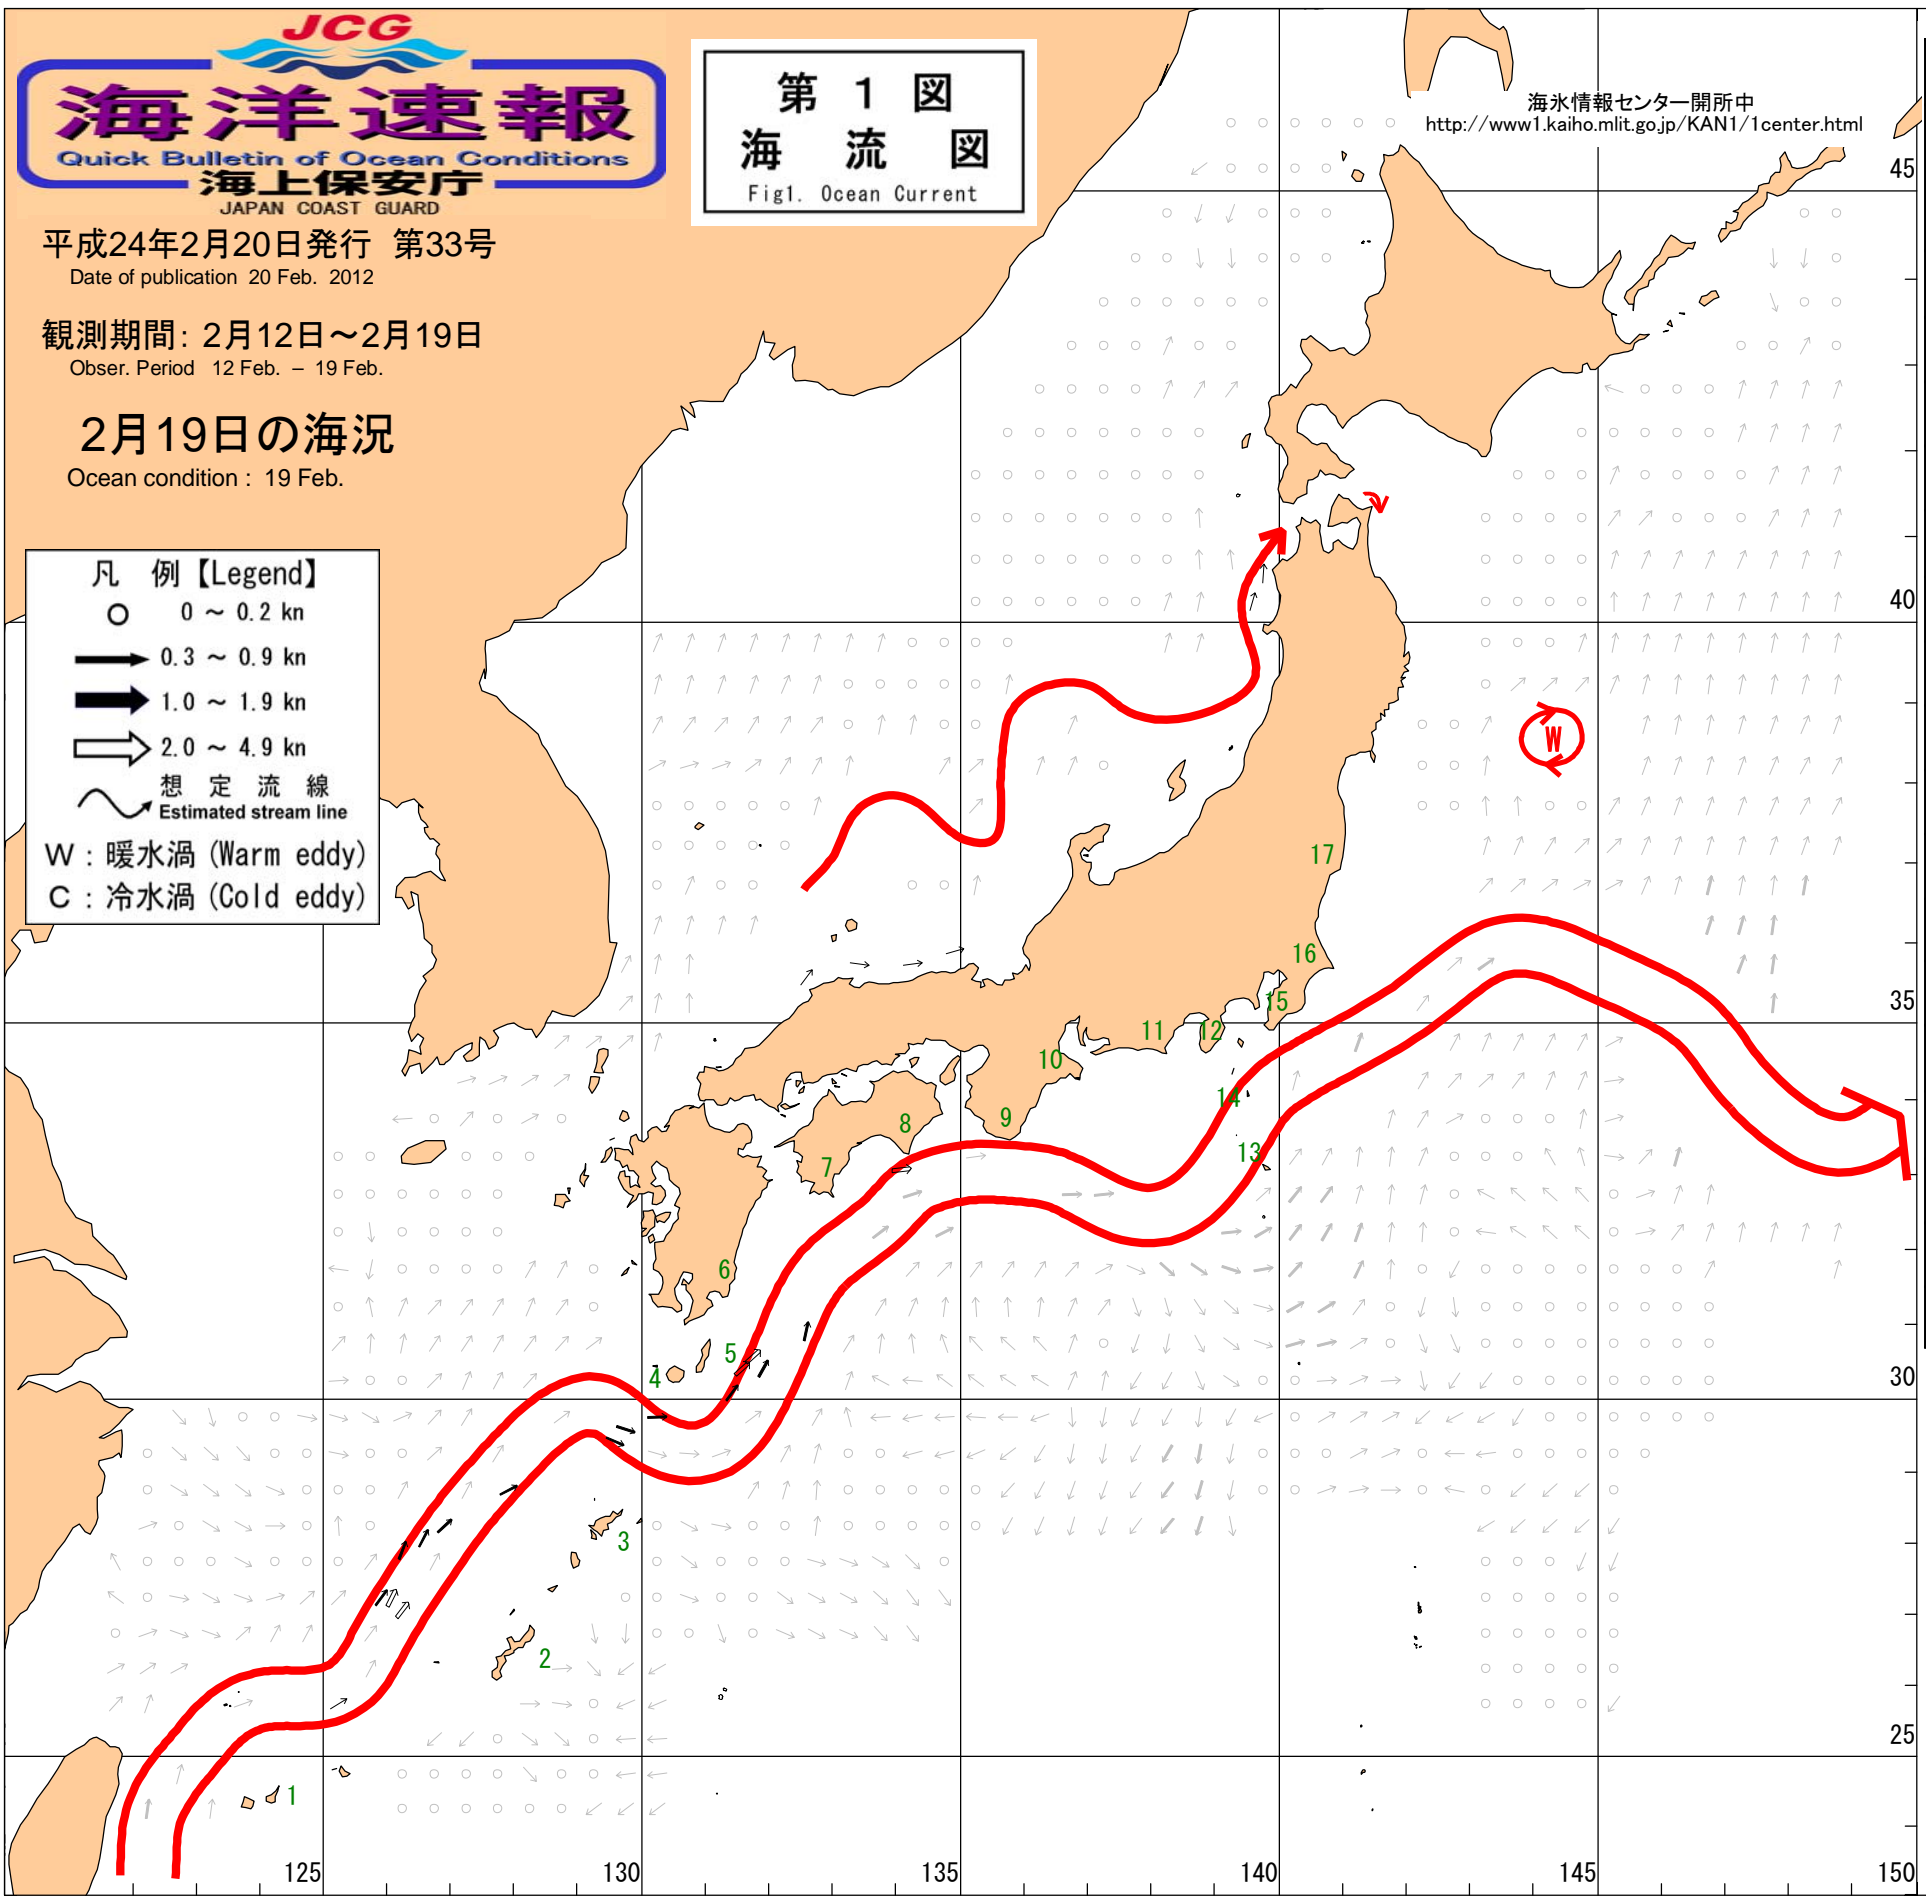 JCG
海洋速報
Quick Bulletin of Ocean Conditions
海上保安庁
JAPAN COAST GUARD
第 1 図
海 流 図
Fig1. Ocean Current
海氷情報センター開所中
http://www1.kaiho.mlit.go.jp/KAN1/1center.html
平成24年2月20日発行 第33号
Date of publication 20 Feb. 2012
観測期間: 2月12日～2月19日
Obser. Period 12 Feb. – 19 Feb.
2月19日の海況
Ocean condition : 19 Feb.
凡 例【Legend】
0 ～ 0.2 kn
0.3 ～ 0.9 kn
1.0 ～ 1.9 kn
2.0 ～ 4.9 kn
想 定 流 線
Estimated stream line
W : 暖水渦 (Warm eddy)
C : 冷水渦 (Cold eddy)
45
40
W
17
16
35
15
12
11
10
14
9
8
13
7
6
5
4
30
3
2
25
1
125
130
135
140
145
150